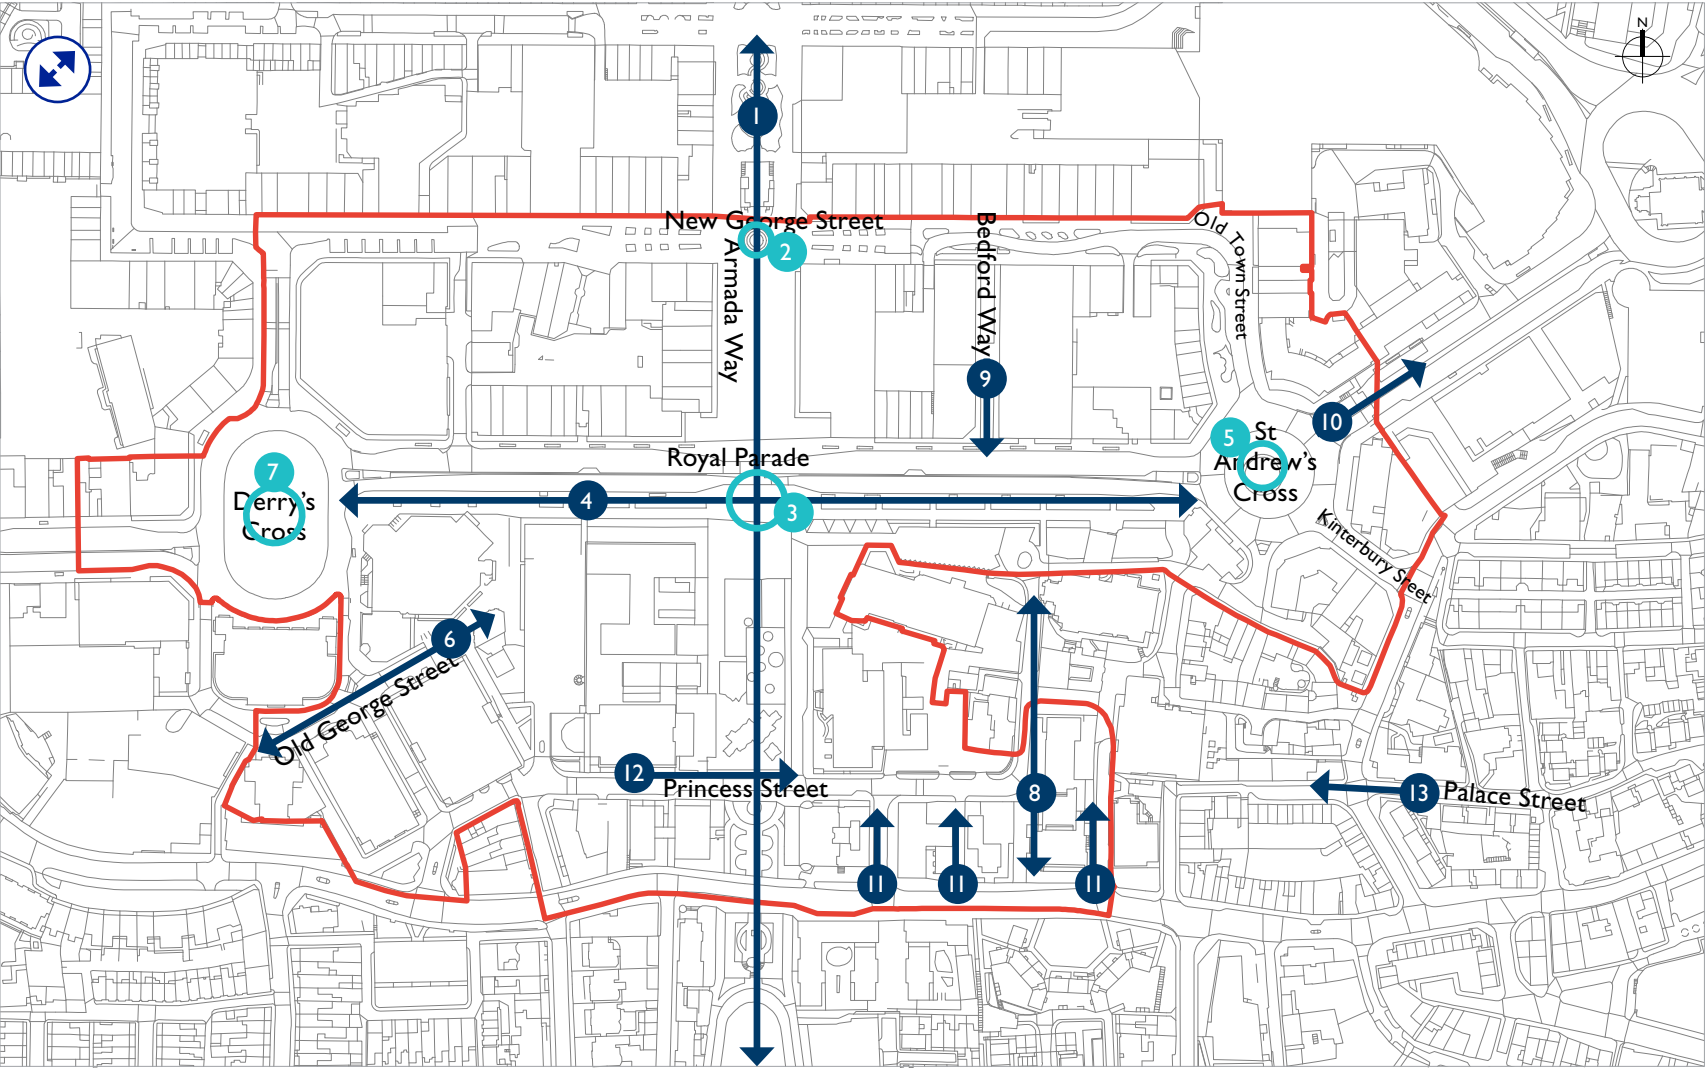 N
1
New George Street
2
Armada Way
Bedford Way
Old Town Street
9
10
5
St
Andrew's
Cross
Royal Parade
7
Derry's
Cross
4
3
Kinterbury Sreet
6
Old George Street
12
Princess Street
8
13
Palace Street
11
11
11